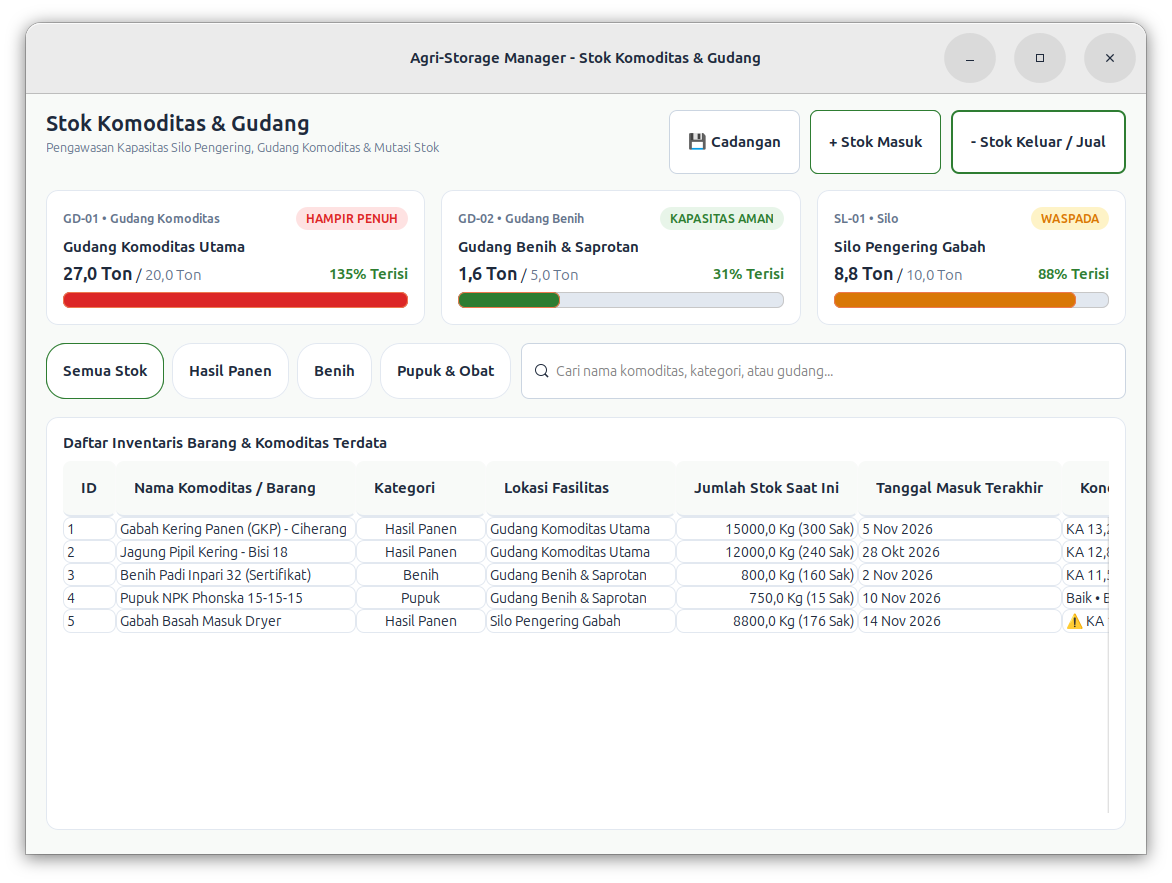 Agri-Storage Manager - Stok Komoditas & Gudang
Stok Komoditas & Gudang
Pengawasan Kapasitas Silo Pengering, Gudang Komoditas & Mutasi Stok
💾 Cadangan
+ Stok Masuk
- Stok Keluar / Jual
GD-01 • Gudang Komoditas
HAMPIR PENUH
Gudang Komoditas Utama
27,0 Ton / 20,0 Ton
135% Terisi
GD-02 • Gudang Benih
KAPASITAS AMAN
Gudang Benih & Saprotan
1,6 Ton / 5,0 Ton
31% Terisi
SL-01 • Silo
WASPADA
Silo Pengering Gabah
8,8 Ton / 10,0 Ton
88% Terisi
Semua Stok
Hasil Panen
Benih
Pupuk & Obat
Cari nama komoditas, kategori, atau gudang...
Daftar Inventaris Barang & Komoditas Terdata
ID Nama Komoditas / Barang Kategori Lokasi Fasilitas Jumlah Stok Saat Ini Tanggal Masuk Terakhir
1 Gabah Kering Panen (GKP) - Ciherang Hasil Panen Gudang Komoditas Utama 15000,0 Kg (300 Sak) 5 Nov 2026 KA
2 Jagung Pipil Kering - Bisi 18 Hasil Panen Gudang Komoditas Utama 12000,0 Kg (240 Sak) 28 Okt 2026 KA
3 Benih Padi Inpari 32 (Sertifikat) Benih Gudang Benih & Saprotan 800,0 Kg (160 Sak) 2 Nov 2026 KA
4 Pupuk NPK Phonska 15-15-15 Pupuk Gudang Benih & Saprotan 750,0 Kg (15 Sak) 10 Nov 2026 Baik •
5 Gabah Basah Masuk Dryer Hasil Panen Silo Pengering Gabah 8800,0 Kg (176 Sak) 14 Nov 2026 ⚠️ KA